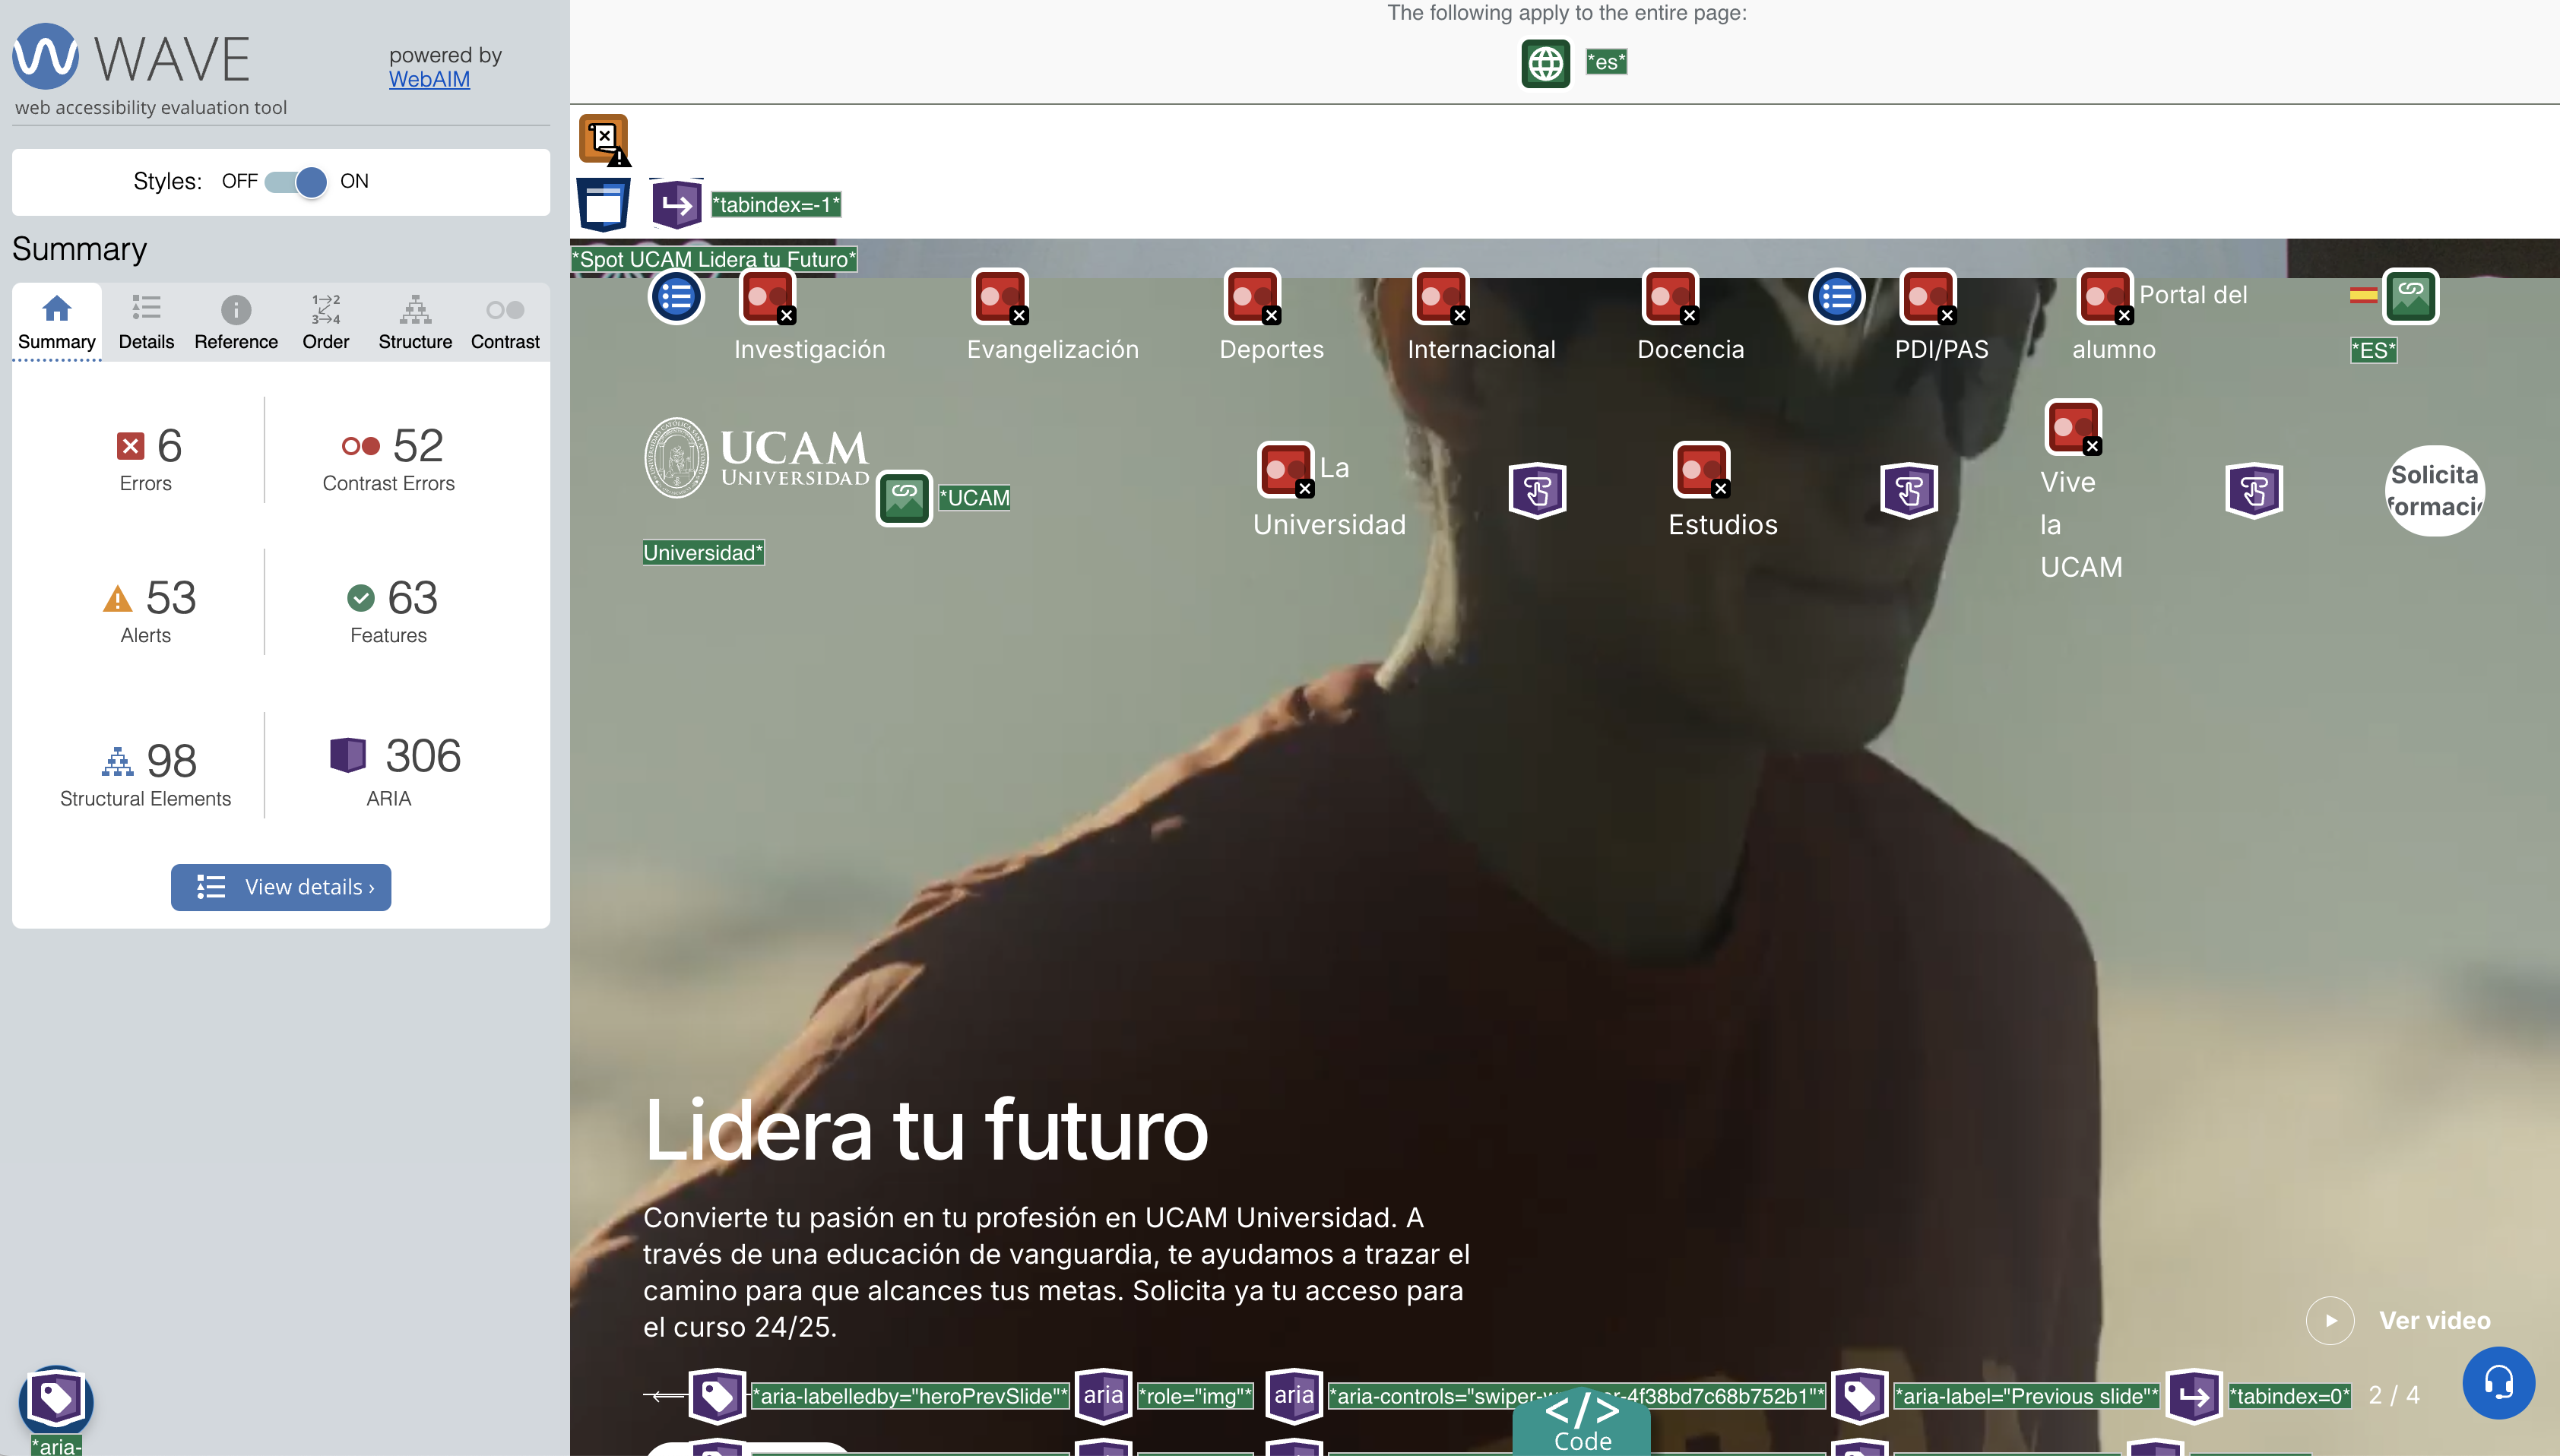 WAVE
powered by
WebAIM
web accessibility evaluation tool
Styles: OFF ON
Summary
Summary Details Reference Order Structure Contrast
6
Errors
52
Contrast Errors
53
Alerts
63
Features
98
Structural Elements
306
ARIA
View details ›
*aria-
The following apply to the entire page:
*es*
*tabindex=-1*
*Spot UCAM Lidera tu Futuro*
Investigación
Evangelización
Deportes
Internacional
Docencia
PDI/PAS
Portal del
alumno
*ES*
UCAM
UNIVERSIDAD
*UCAM
Universidad*
La
Universidad
Estudios
Vive
la
UCAM
Solicita
Lidera tu futuro
Convierte tu pasión en tu profesión en UCAM Universidad. A
través de una educación de vanguardia, te ayudamos a trazar el
camino para que alcances tus metas. Solicita ya tu acceso para
el curso 24/25.
Ver video
*aria-labelledby="heroPrevSlide"* aria *role="img"* aria *aria-controls="swiper-w r-4f38bd7c68b752b1"* *aria-label="Previous slide"* *tabindex=0* 2 / 4
</> Code